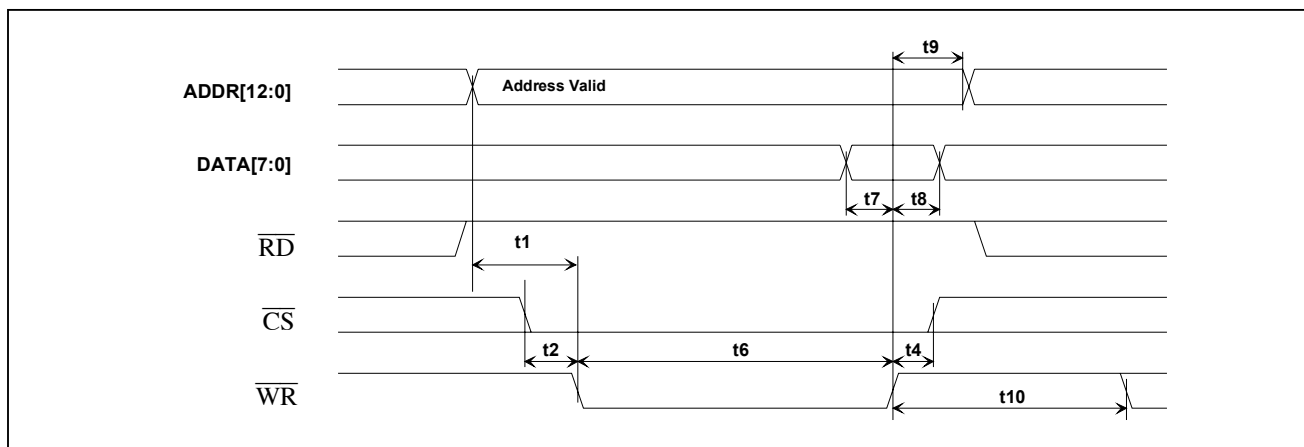 t9
ADDR[12:0]
Address Valid
DATA[7:0]
t7
t8
RD
t1
CS
t2
t6
t4
WR
t10